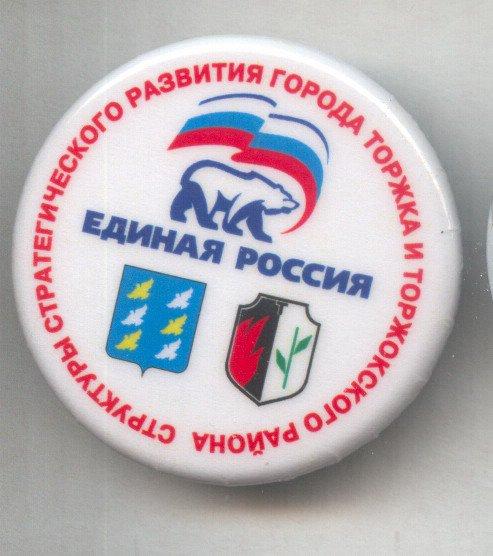 СТРУКТУРЫ СТРАТЕГИЧЕСКОГО РАЗВИТИЯ ГОРОДА ТОРЖКА И ТОРЖОКСКОГО РАЙОНА
ЕДИНАЯ РОССИЯ